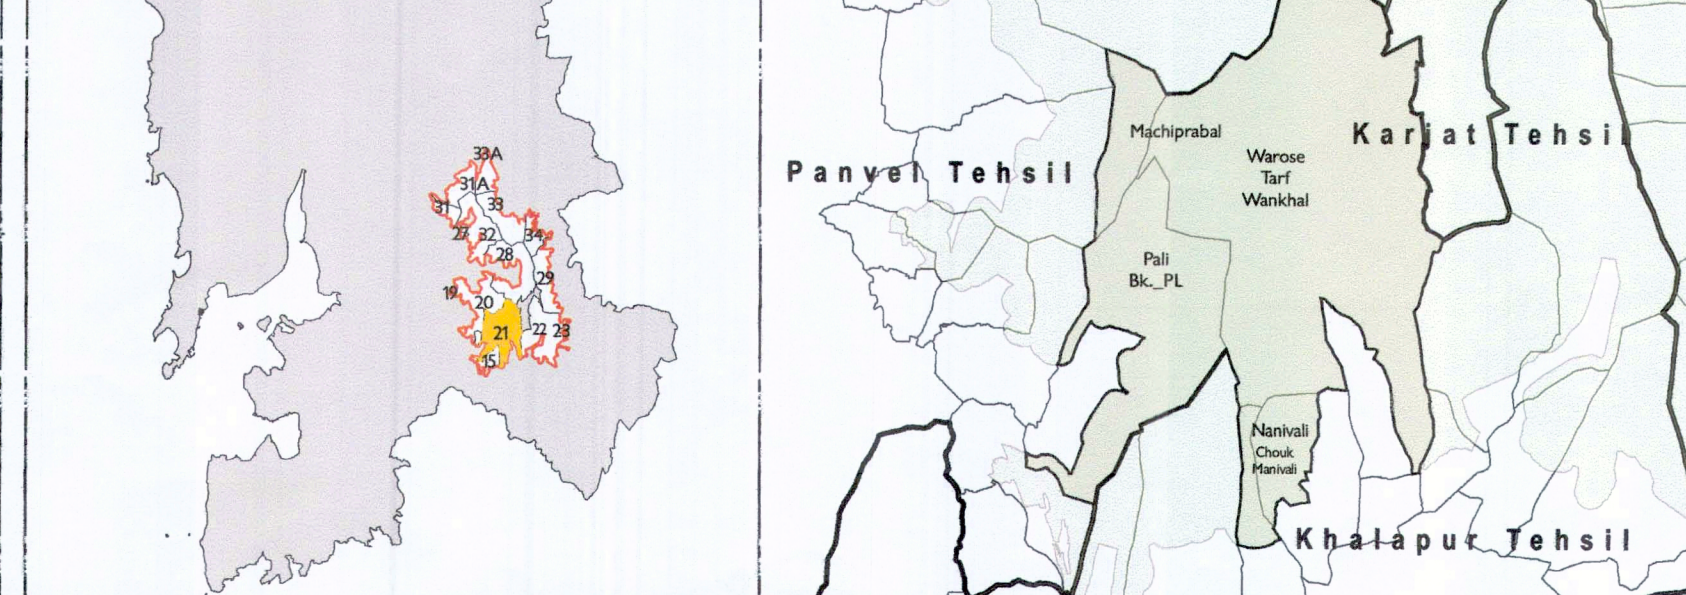 33A
31A
31
33
27
32
34
28
29
19
20
21
22
23
15
Panvel Tehsil
Karjat Tehsil
Machiprabal
Warose
Tarf
Wankhal
Pali
Bk._PL
Nanivali
Chouk
Manivali
Khalapur Tehsil